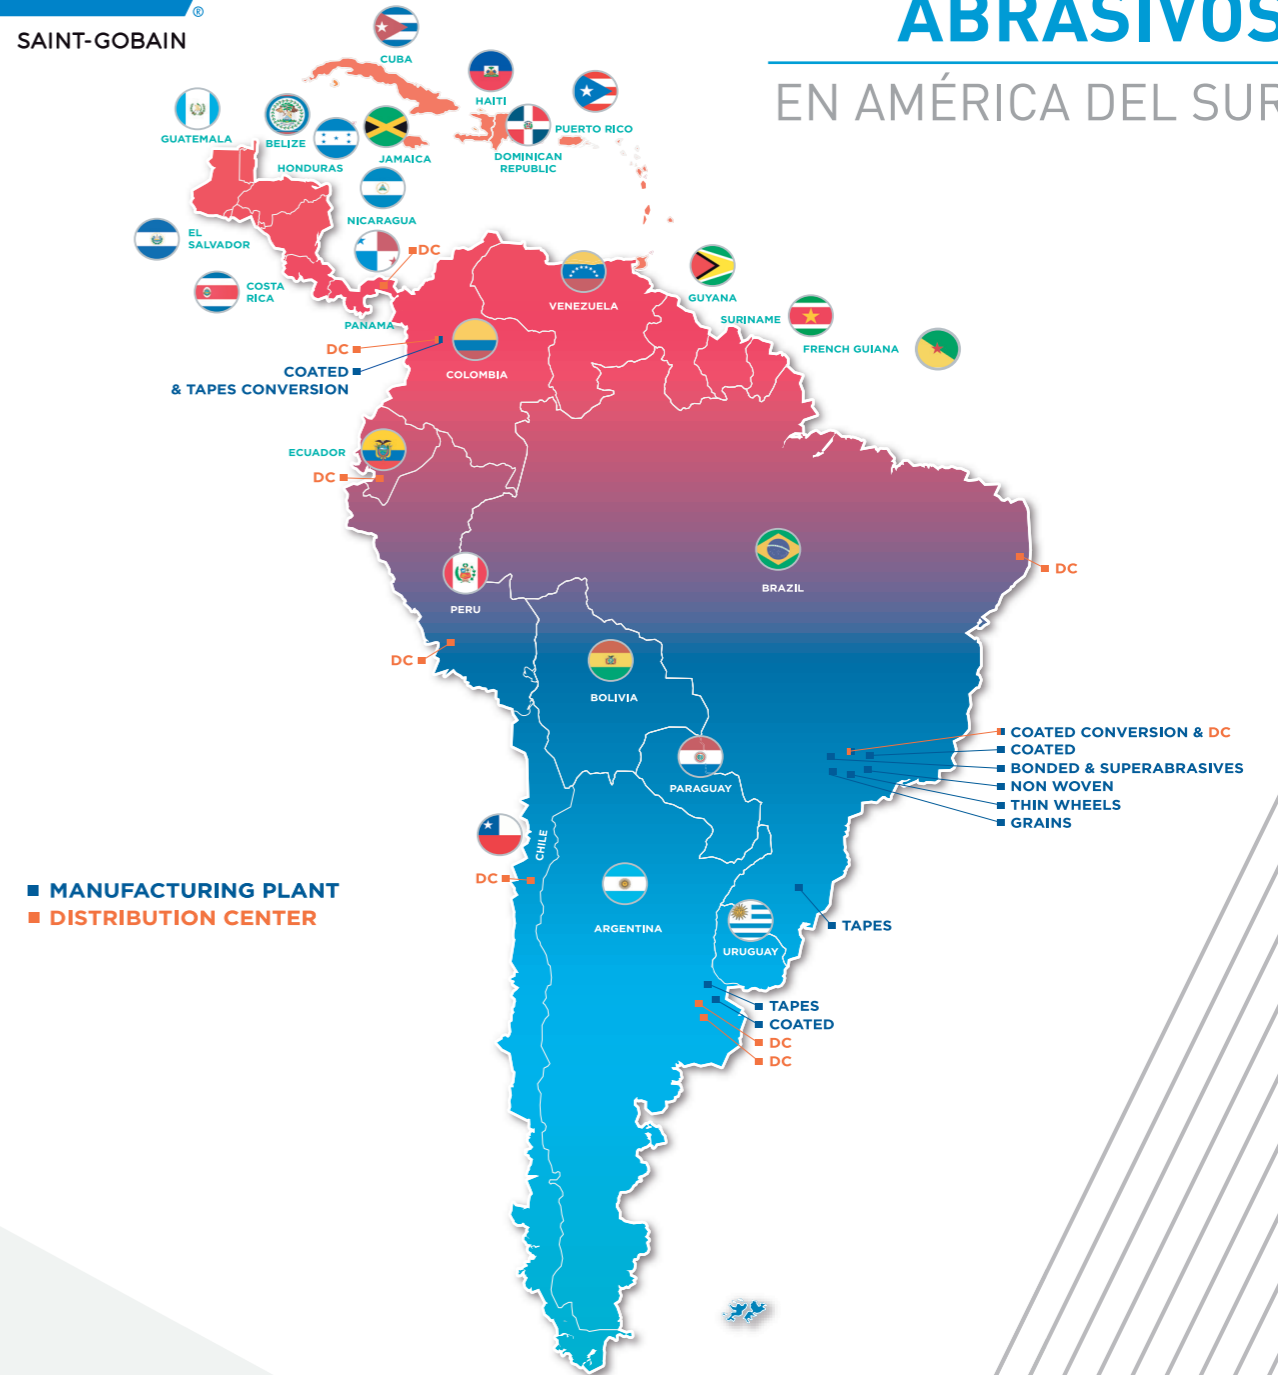 ®
SAINT-GOBAIN
ABRASIVOS
EN AMÉRICA DEL SUR
CUBA
HAITI
PUERTO RICO
GUATEMALA
BELIZE
HONDURAS
JAMAICA
DOMINICAN
REPUBLIC
NICARAGUA
EL
SALVADOR
DC
COSTA
RICA
PANAMA
VENEZUELA
GUYANA
SURINAME
FRENCH GUIANA
DC
COATED
& TAPES CONVERSION
COLOMBIA
ECUADOR
DC
BRAZIL
DC
PERU
DC
BOLIVIA
COATED CONVERSION & DC
COATED
BONDED & SUPERABRASIVES
NON WOVEN
THIN WHEELS
GRAINS
PARAGUAY
CHILE
DC
MANUFACTURING PLANT
DISTRIBUTION CENTER
ARGENTINA
URUGUAY
TAPES
TAPES
COATED
DC
DC